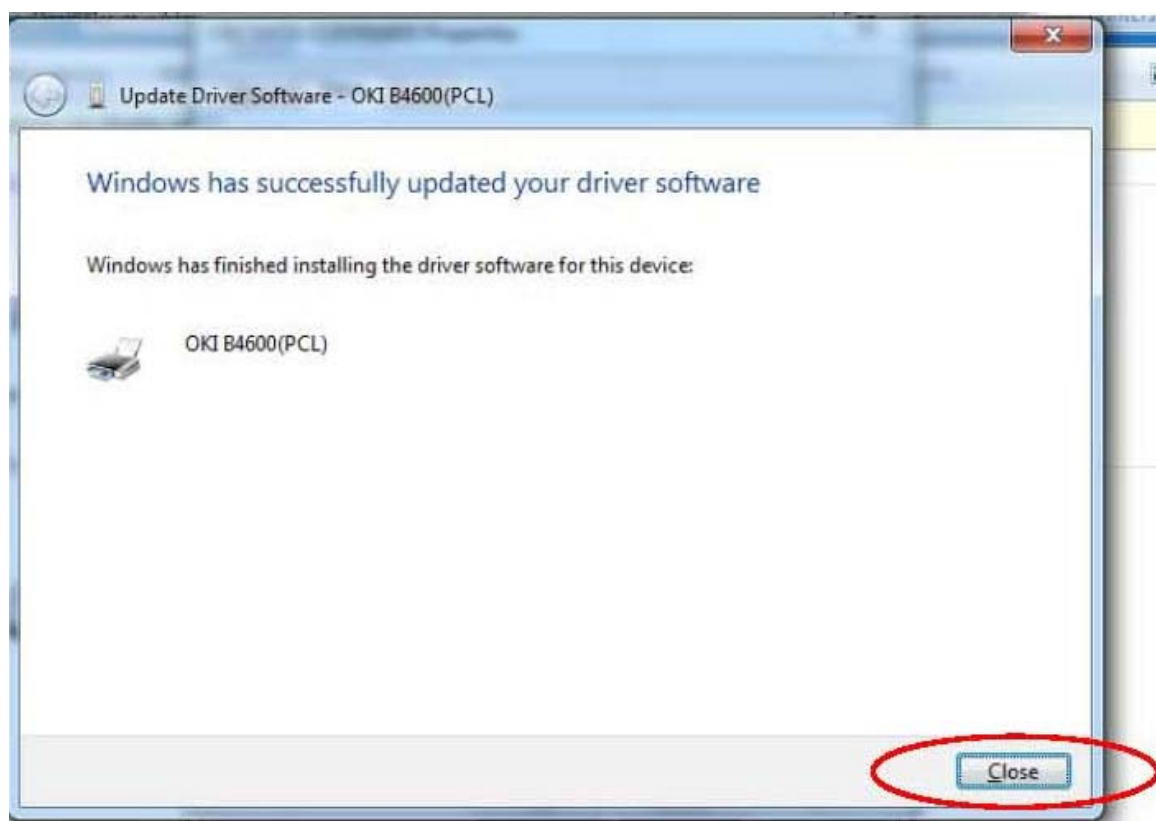 Update Driver Software - OKI B4600(PCL)
Windows has successfully updated your driver software
Windows has finished installing the driver software for this device:
OKI B4600(PCL)
Close